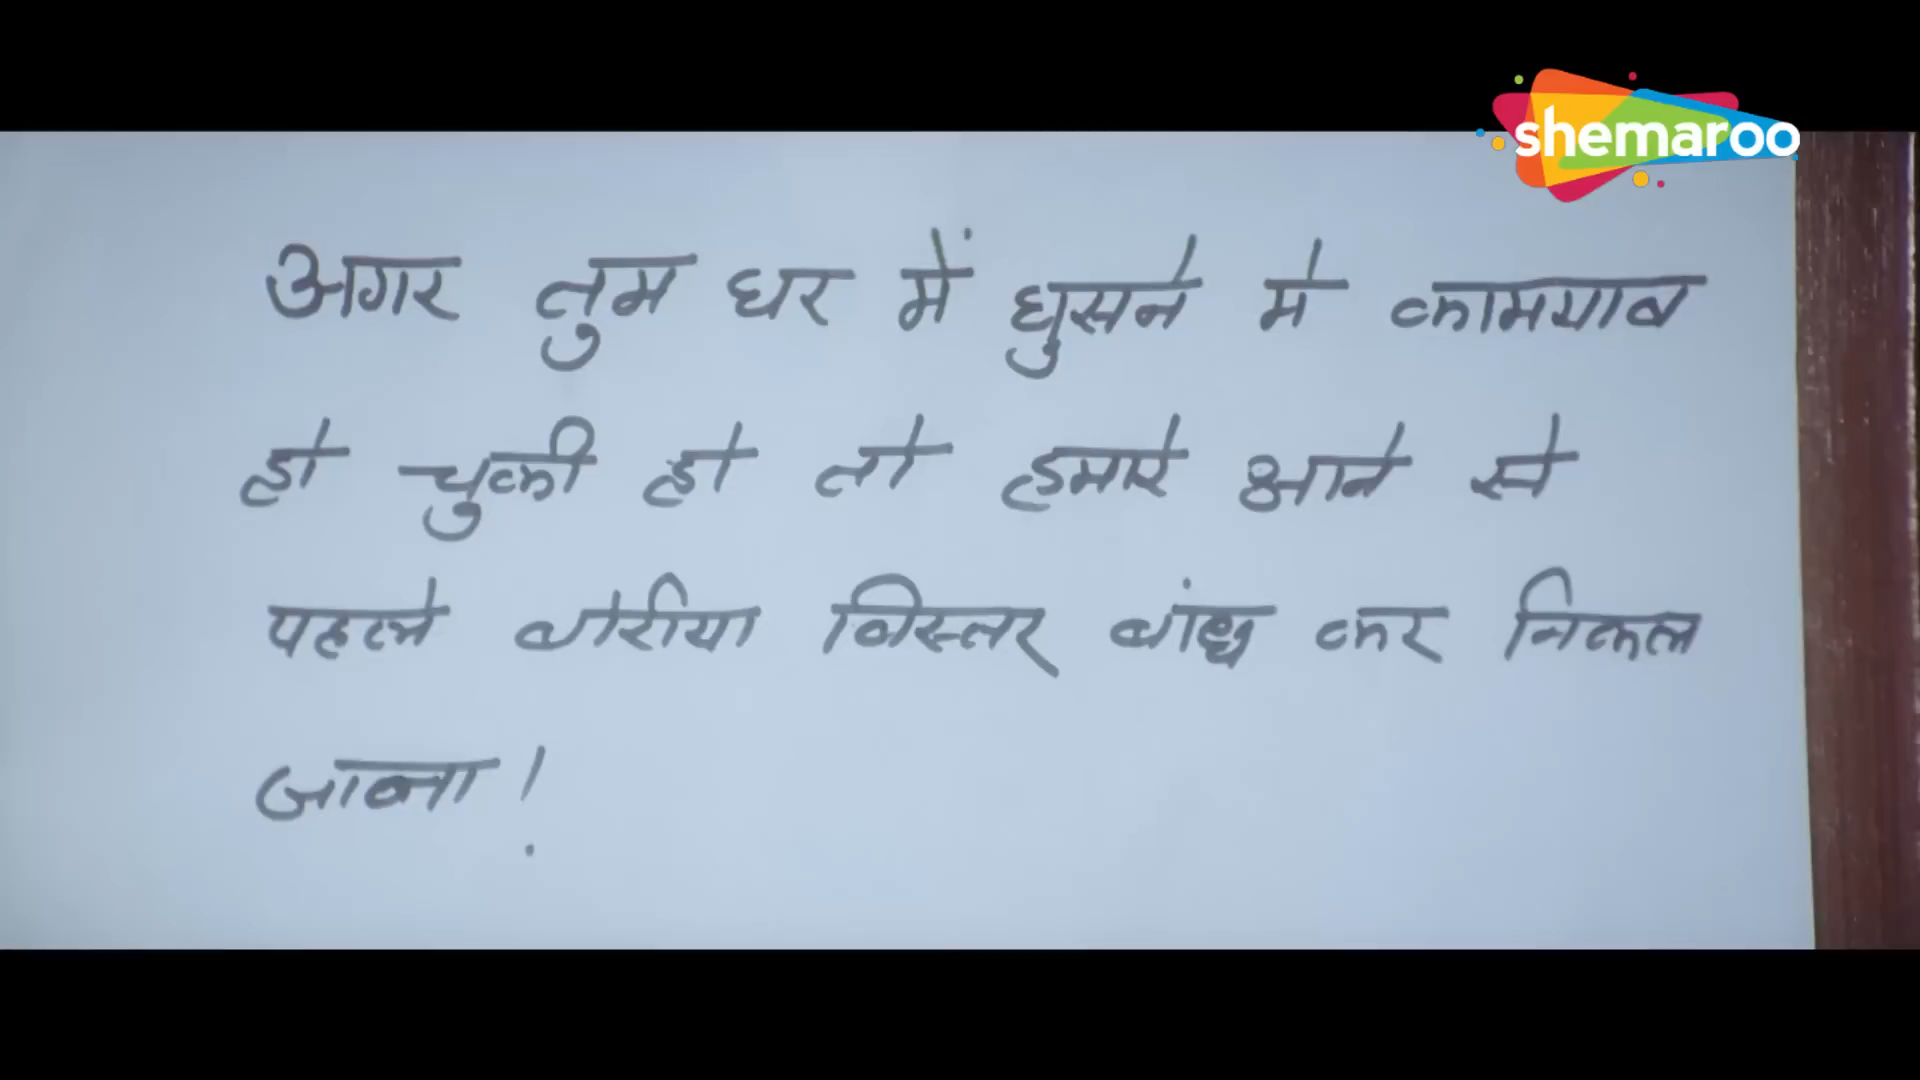 shemaroo
अगर तुम घर में घुसने मे कामयाब
हो चुकी हो तो हमारे आने से
पहले बोरीया बिस्तर बांध कर निकल
जाना!